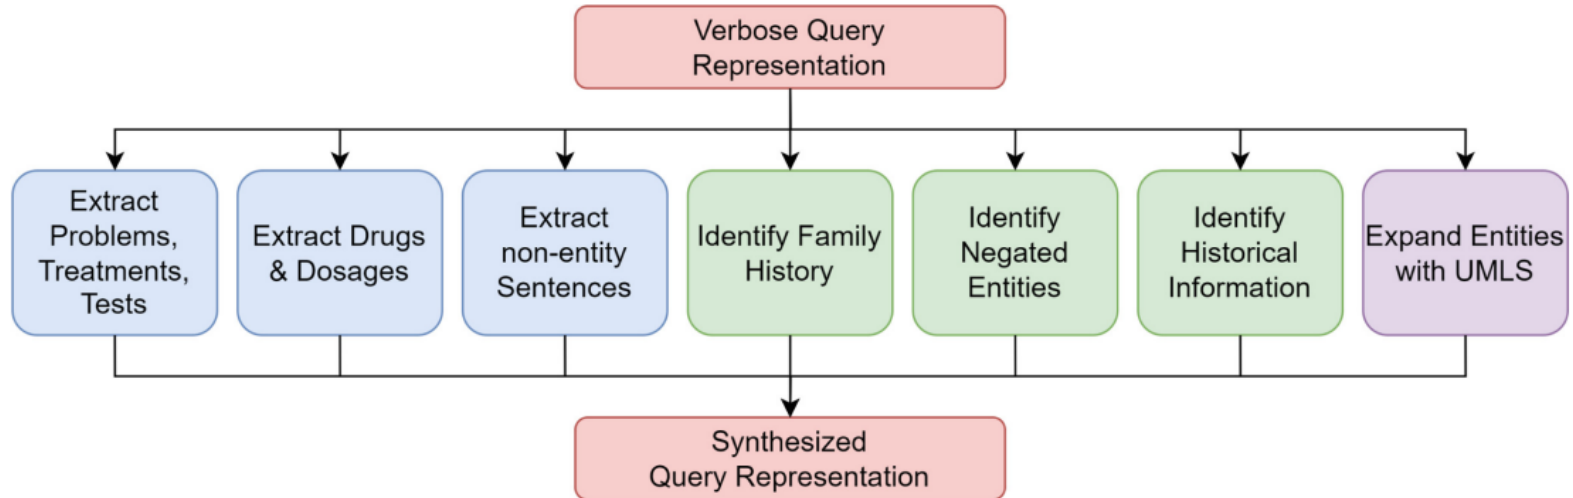 Verbose Query
Representation
Extract
Problems,
Treatments,
Tests
Extract Drugs
& Dosages
Extract
non-entity
Sentences
Identify Family
History
Identify
Negated
Entities
Identify
Historical
Information
Expand Entities
with UMLS
Synthesized
Query Representation